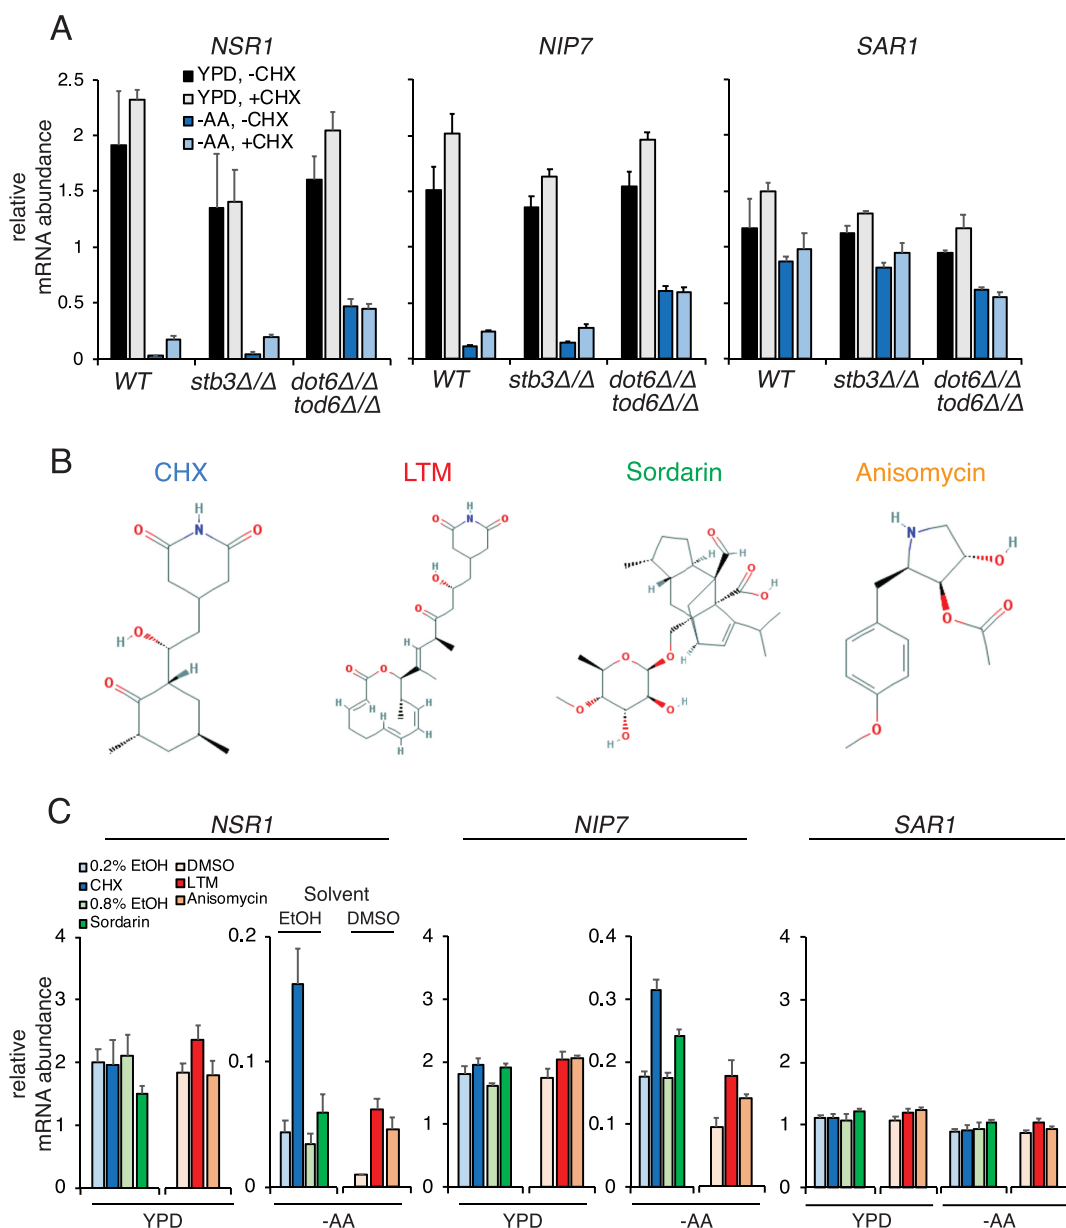 A
NSR1
NIP7
SAR1
YPD, -CHX
YPD, +CHX
-AA, -CHX
-AA, +CHX
relative
mRNA abundance
2.5
2
1.5
1
0.5
0
WT
stb3Δ/Δ
dot6Δ/Δ
tod6Δ/Δ
WT
stb3Δ/Δ
dot6Δ/Δ
tod6Δ/Δ
WT
stb3Δ/Δ
dot6Δ/Δ
tod6Δ/Δ
B
CHX
LTM
Sordarin
Anisomycin
H
N
O
O
H
O
H
O
H
N
O
O
H
O
O
O
O
H
H
H
H
H
H
O
H
H
H
O
O
H
H
O
O
O
O
H
O
H
O
H
H
N
O
H
O
O
O
C
NSR1
NIP7
SAR1
0.2% EtOH
CHX
0.8% EtOH
Sordarin
DMSO
LTM
Anisomycin
Solvent
EtOH
DMSO
relative
mRNA abundance
4
3
2
1
0
0.2
0.1
0
4
3
2
1
0
0.4
0.3
0.2
0.1
0
4
3
2
1
0
YPD
-AA
YPD
-AA
YPD
-AA